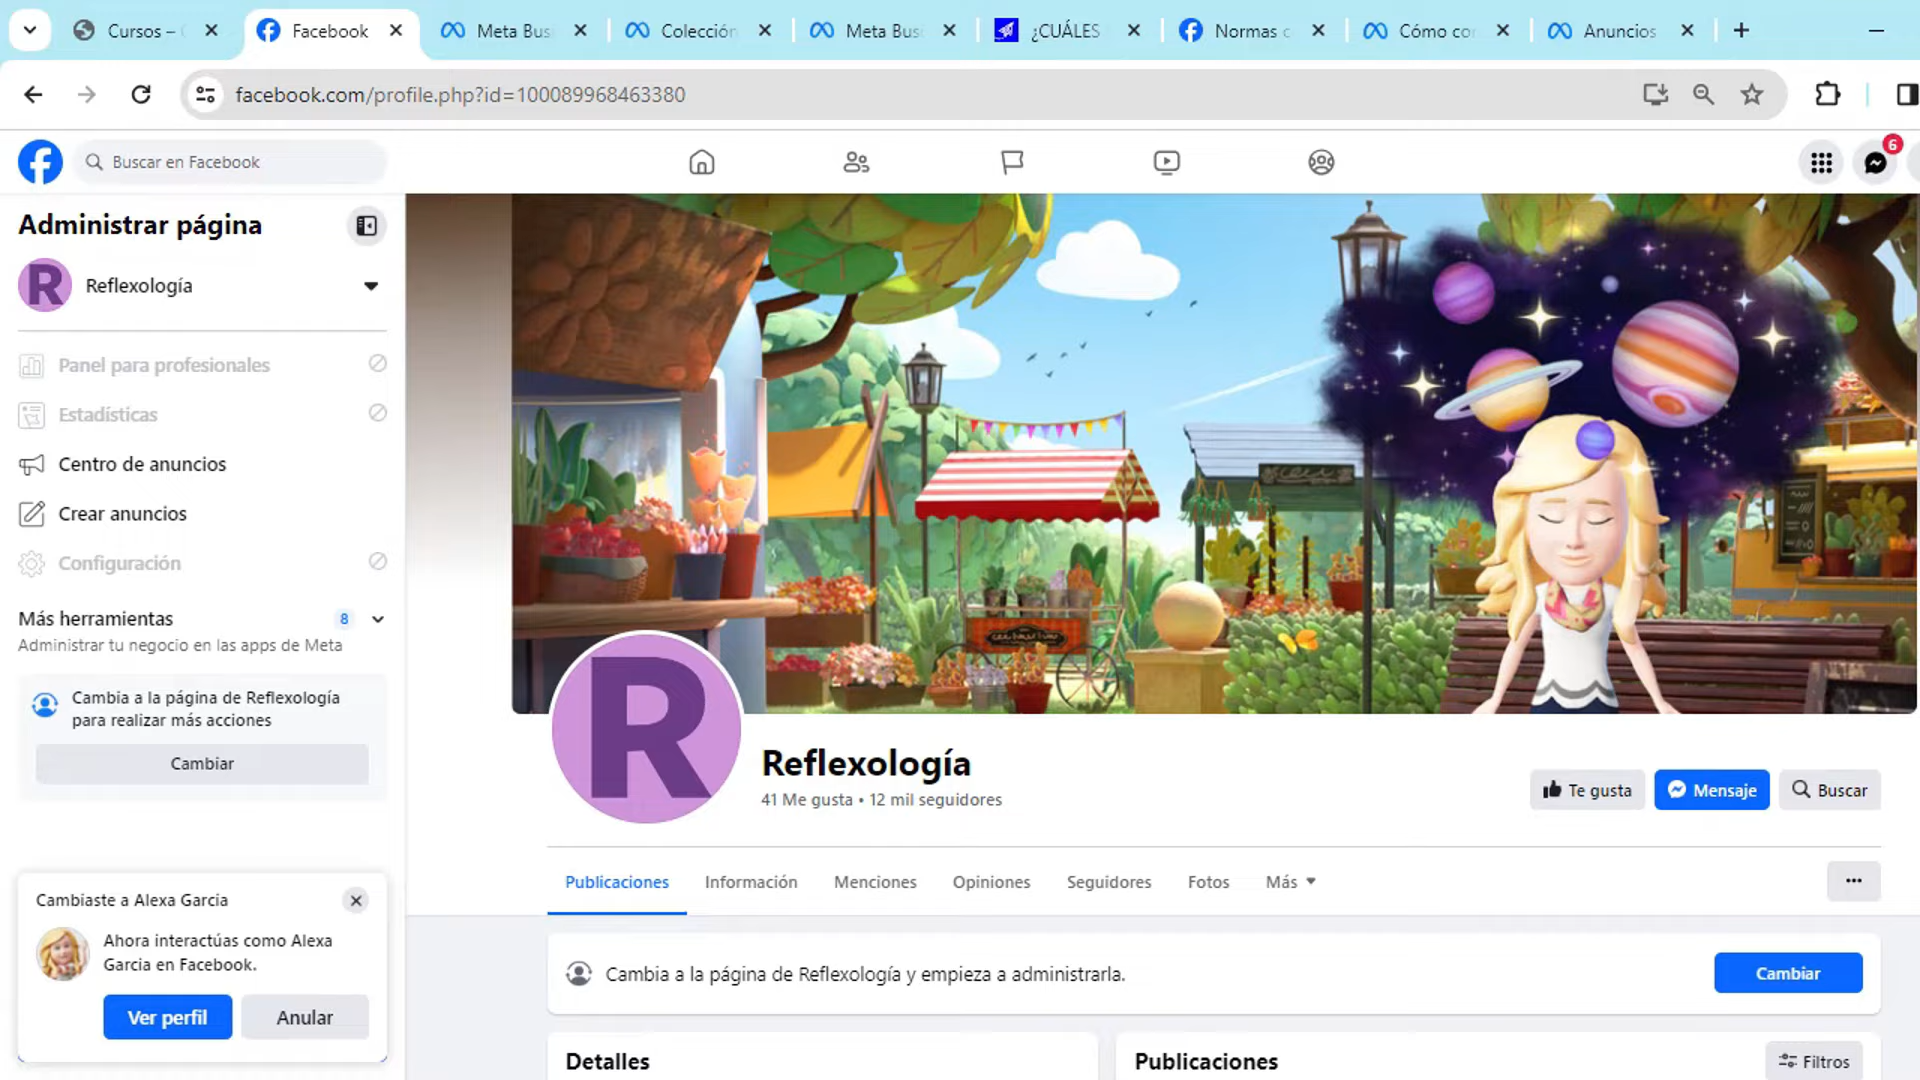 Cursos –
Facebook
Meta Bus
Colección
Meta Bus
¿CUÁLES
Normas c
Cómo co
Anuncios
facebook.com/profile.php?id=100089968463380
Buscar en Facebook
6
Administrar página
R
Reflexología
Panel para profesionales
Estadísticas
Centro de anuncios
Crear anuncios
Configuración
Más herramientas
8
Administrar tu negocio en las apps de Meta
Cambia a la página de Reflexología
para realizar más acciones
Cambiar
R
Reflexología
41 Me gusta • 12 mil seguidores
Te gusta
Mensaje
Buscar
Publicaciones
Información
Menciones
Opiniones
Seguidores
Fotos
Más
Cambiaste a Alexa Garcia
Ahora interactúas como Alexa
Garcia en Facebook.
Ver perfil
Anular
Cambia a la página de Reflexología y empieza a administrarla.
Cambiar
Detalles
Publicaciones
Filtros